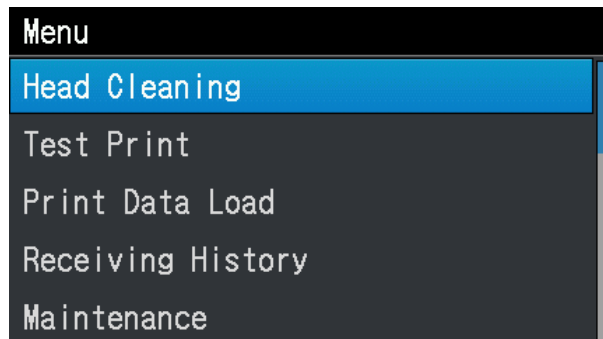 Menu
Head Cleaning
Test Print
Print Data Load
Receiving History
Maintenance